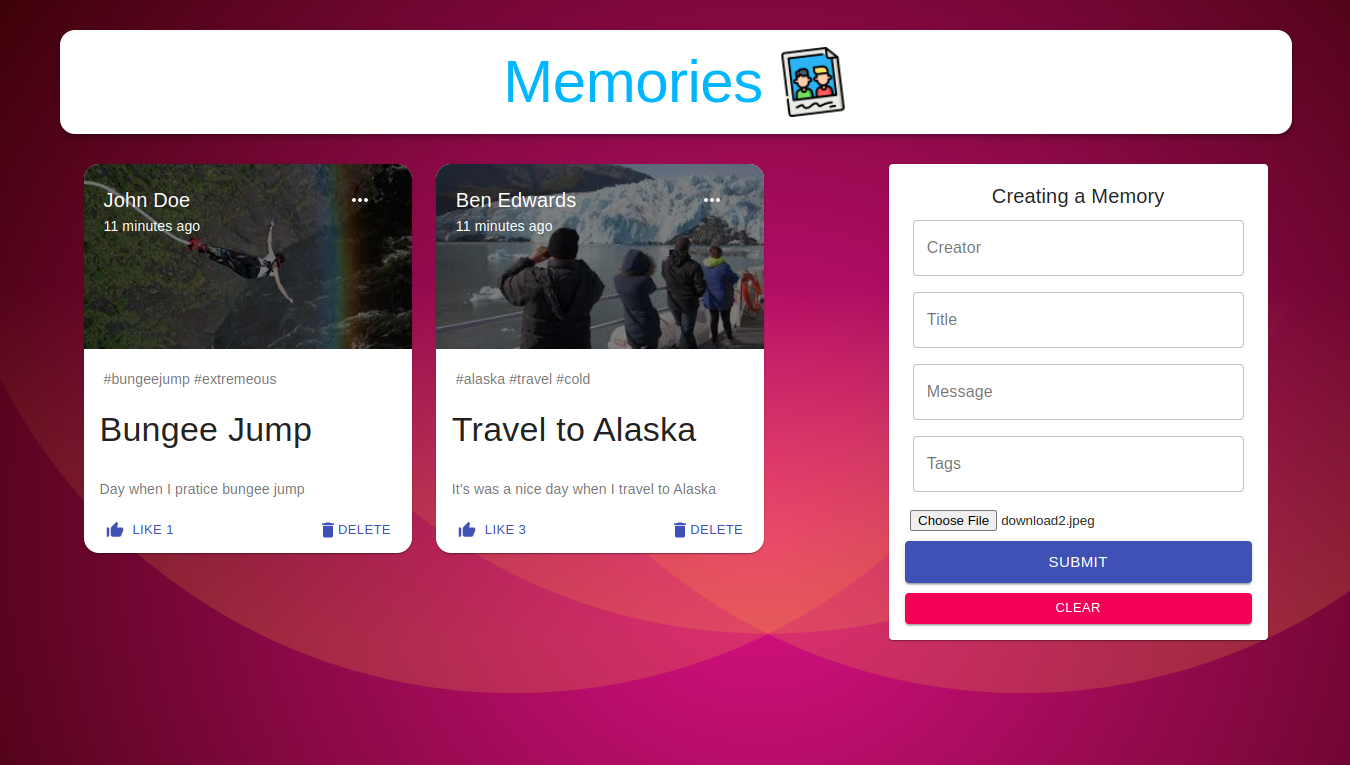 Memories
John Doe
11 minutes ago
#bungeejump #extremeous
Bungee Jump
Day when I pratice bungee jump
LIKE 1
DELETE
Ben Edwards
11 minutes ago
#alaska #travel #cold
Travel to Alaska
It's was a nice day when I travel to Alaska
LIKE 3
DELETE
Creating a Memory
Creator
Title
Message
Tags
Choose File download2.jpeg
SUBMIT
CLEAR